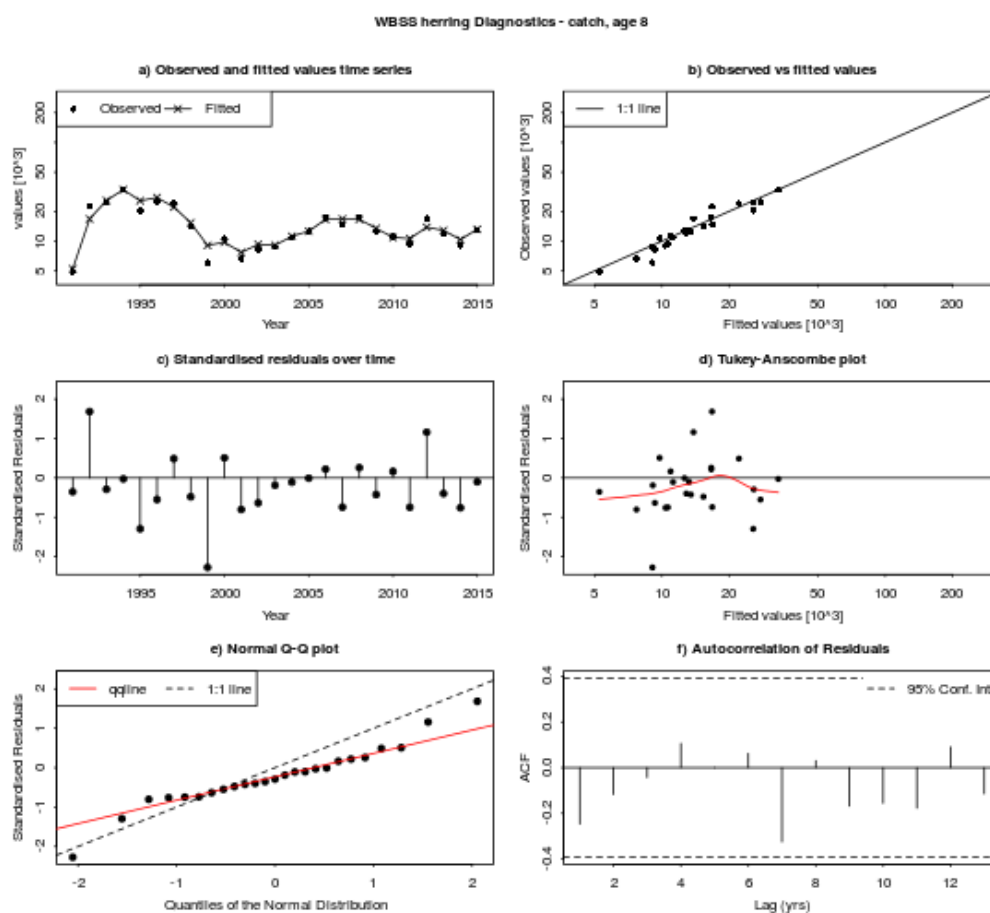 WBSS herring Diagnostics - catch, age 8
a) Observed and fitted values time series
Observed Fitted
values [10^3]
5 10 20 50 200
1995 2000 2005 2010 2015
Year
b) Observed vs fitted values
1:1 line
Observed values [10^3]
5 10 20 50 200
5 10 20 50 100 200
Fitted values [10^3]
c) Standardised residuals over time
Standardised Residuals
-2 -1 0 1 2
1995 2000 2005 2010 2015
Year
d) Tukey-Anscombe plot
Standardised Residuals
-2 -1 0 1 2
5 10 20 50 100 200
Fitted values [10^3]
e) Normal Q-Q plot
qqline 1:1 line
Standardised Residuals
-2 -1 0 1 2
-2 -1 0 1 2
Quantiles of the Normal Distribution
f) Autocorrelation of Residuals
95% Conf. Int
ACF
-0.4 -0.2 0.0 0.2 0.4
2 4 6 8 10 12
Lag (yrs)